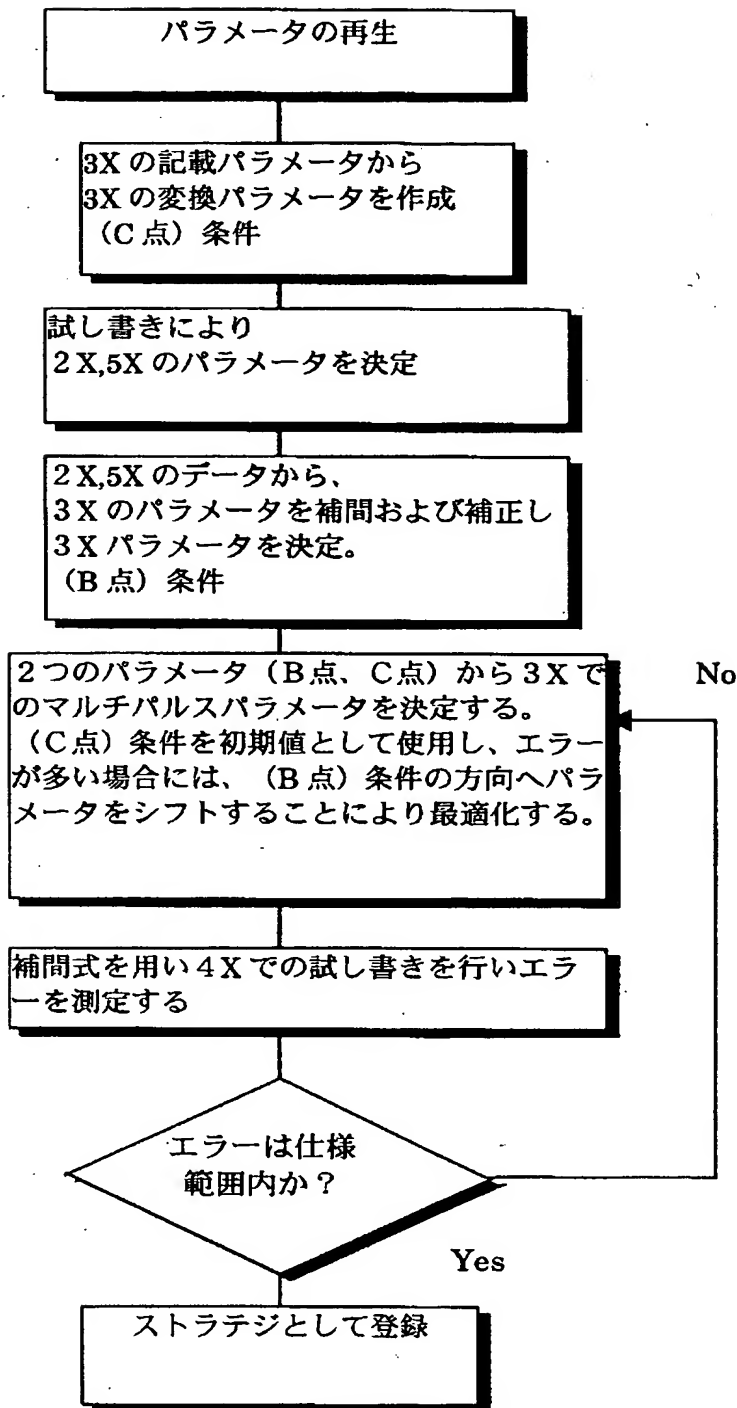 パラメータの再生
3X の記載パラメータから
3X の変換パラメータを作成
（C 点）条件
試し書きにより
２X,5X のパラメータを決定
２X,5X のデータから、
３X のパラメータを補間および補正し
３X パラメータを決定。
（B 点）条件
２つのパラメータ（B点、C点）から３Xで
のマルチパルスパラメータを決定する。
（C点）条件を初期値として使用し、エラー
が多い場合には、（B点）条件の方向へパラ
メータをシフトすることにより最適化する。
No
補間式を用い４Xでの試し書きを行いエラ
ーを測定する
エラーは仕様
範囲内か？
Yes
ストラテジとして登録